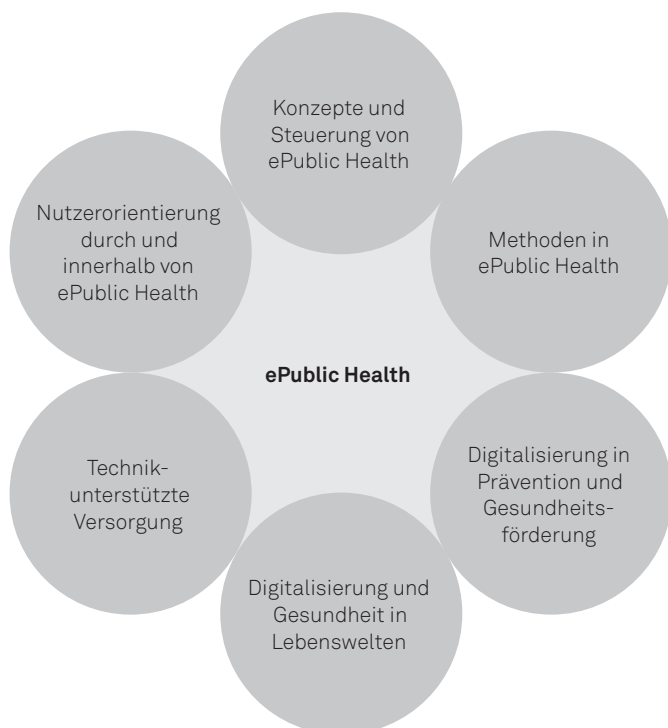 Konzepte und
Steuerung von
ePublic Health
Nutzerorientierung
durch und
innerhalb von
ePublic Health
Methoden in
ePublic Health
ePublic Health
Technik-
unterstützte
Versorgung
Digitalisierung in
Prävention und
Gesundheits-
förderung
Digitalisierung und
Gesundheit in
Lebenswelten